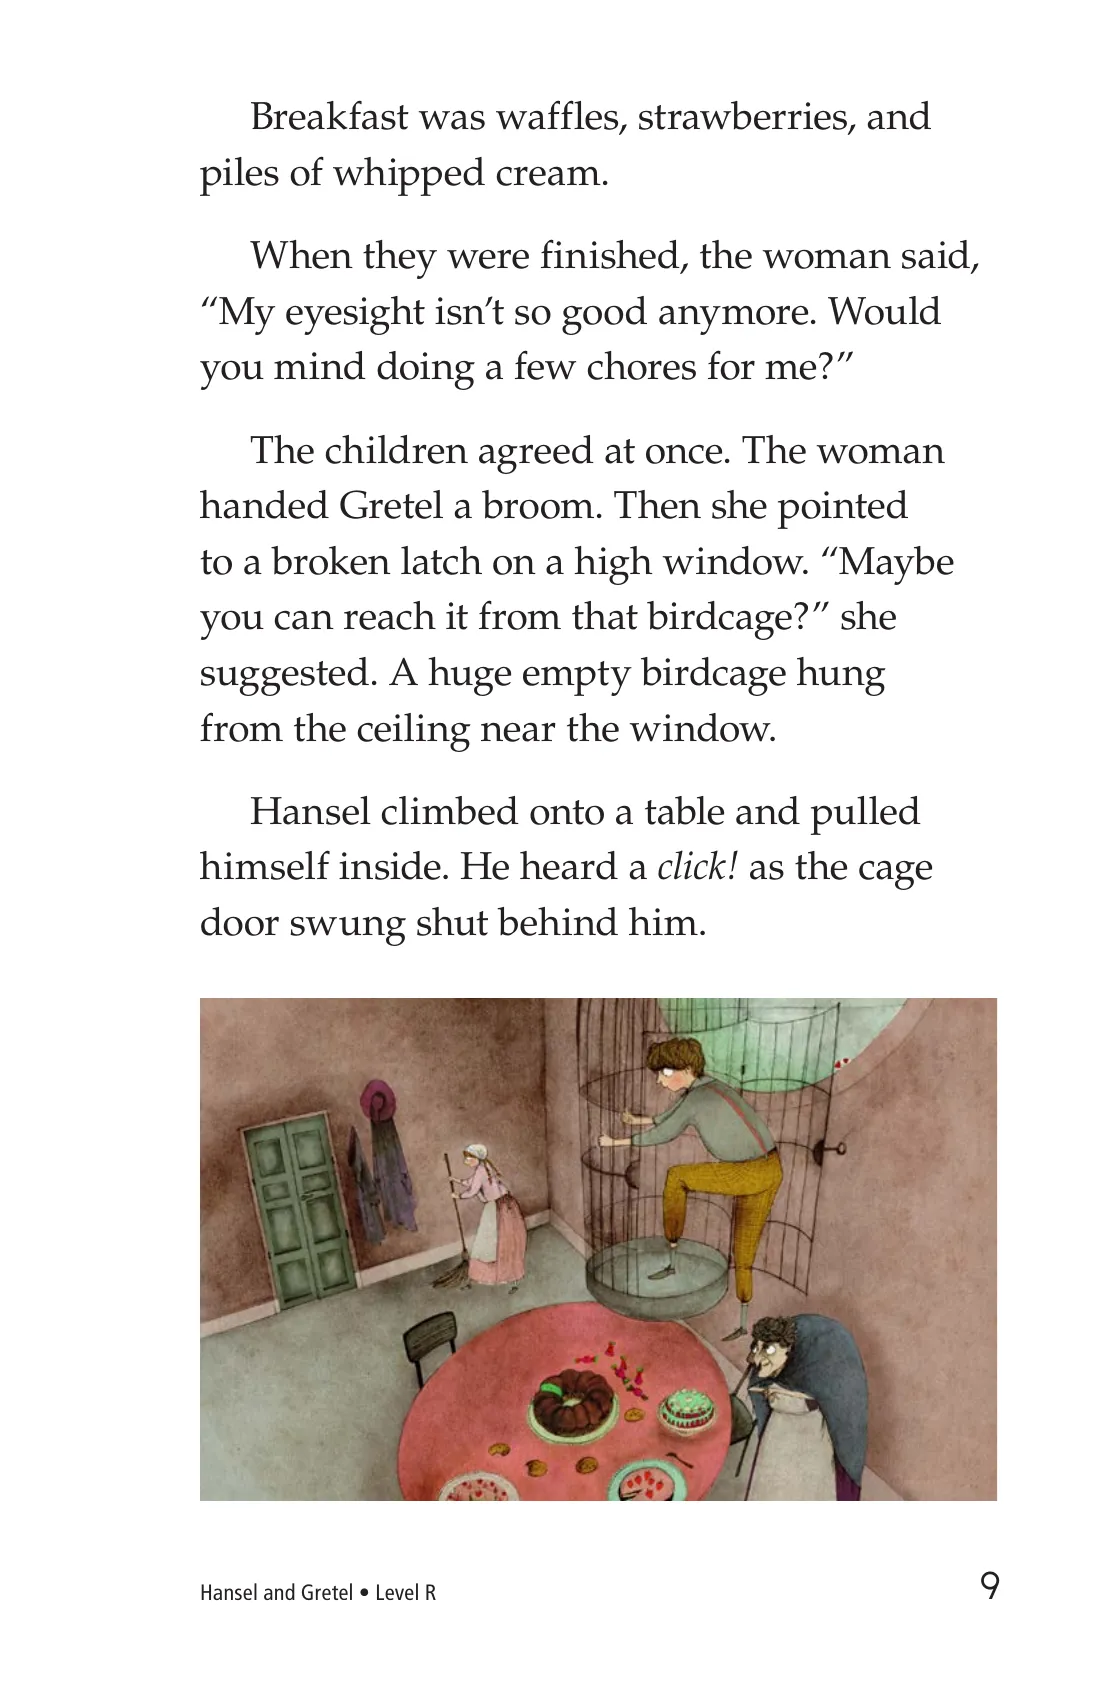 Breakfast was waffles, strawberries, and
piles of whipped cream.
When they were finished, the woman said,
“My eyesight isn’t so good anymore. Would
you mind doing a few chores for me?”
The children agreed at once. The woman
handed Gretel a broom. Then she pointed
to a broken latch on a high window. “Maybe
you can reach it from that birdcage?” she
suggested. A huge empty birdcage hung
from the ceiling near the window.
Hansel climbed onto a table and pulled
himself inside. He heard a click! as the cage
door swung shut behind him.
Hansel and Gretel • Level R
9